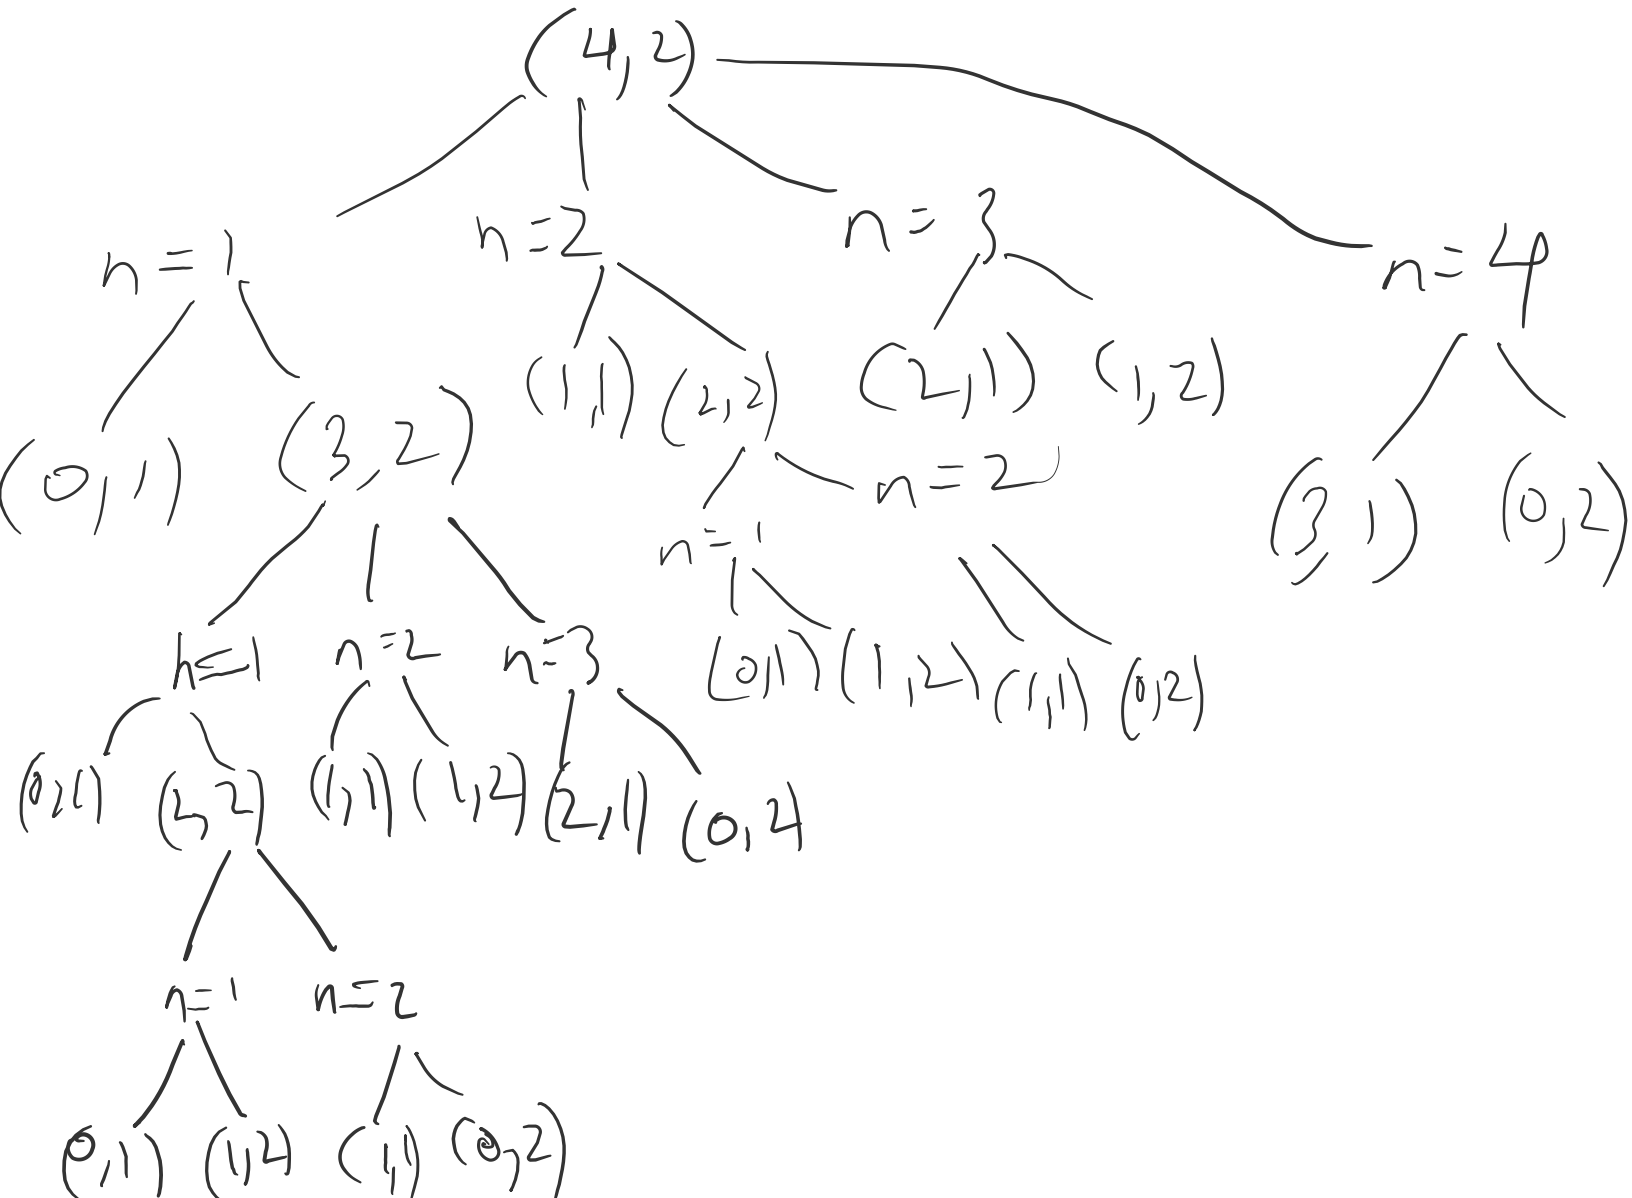 (4,2)
n=1 n=2 n=3 n=4
(0,1) (3,2) (1,1) (2,2) (2,1) (1,2) (3,1) (0,2)
n=1 n=2
n=1 n=2 n=3 (0,1) (1,2) (1,1) (0,2)
(0,1) (2,2) (1,1) (1,2) (2,1) (0,2)
n=1 n=2
(0,1) (1,2) (1,1) (0,2)